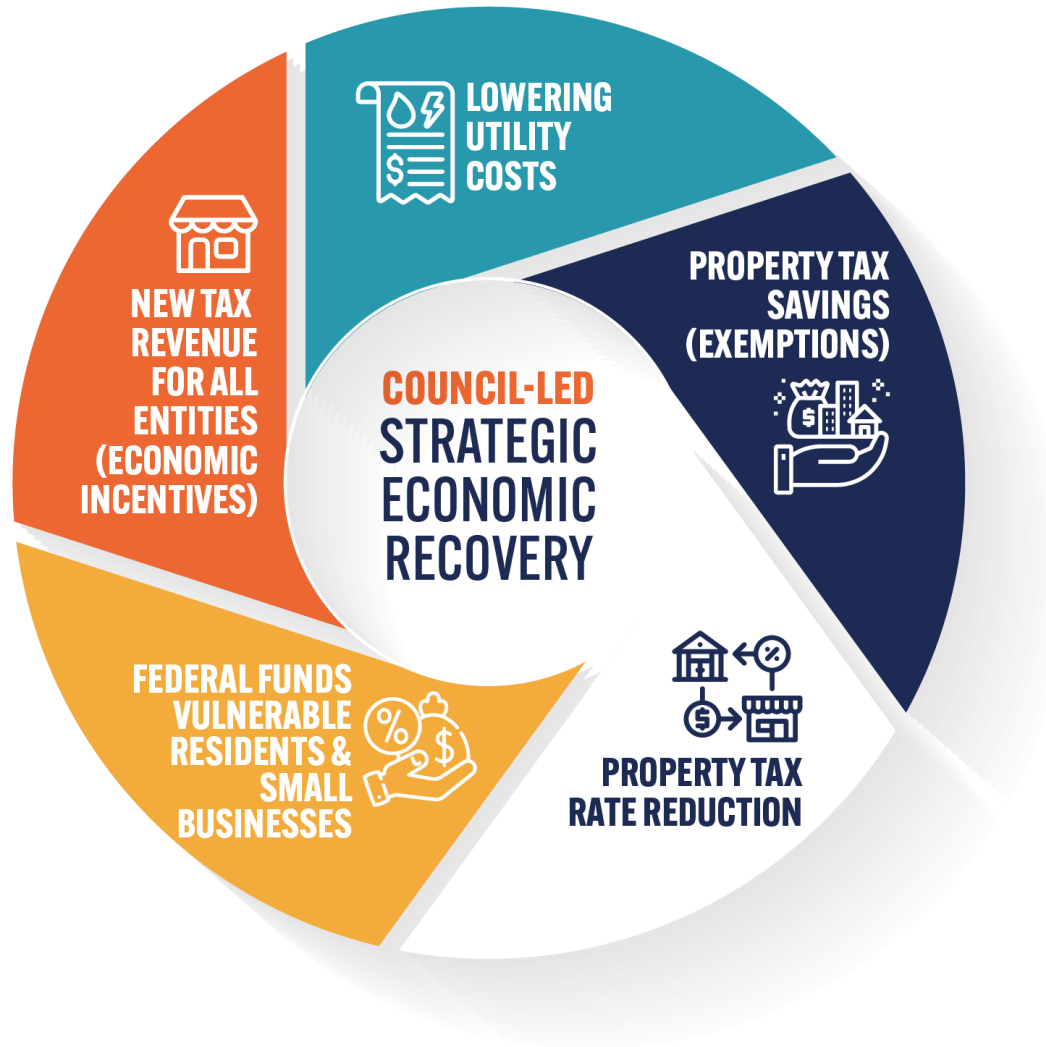 LOWERING
UTILITY
COSTS
PROPERTY TAX
SAVINGS
(EXEMPTIONS)
$
NEW TAX
REVENUE
FOR ALL
ENTITIES
(ECONOMIC
INCENTIVES)
COUNCIL-LED
STRATEGIC
ECONOMIC
RECOVERY
FEDERAL FUNDS
VULNERABLE
RESIDENTS &
SMALL
BUSINESSES
%
$
%
$
PROPERTY TAX
RATE REDUCTION
$